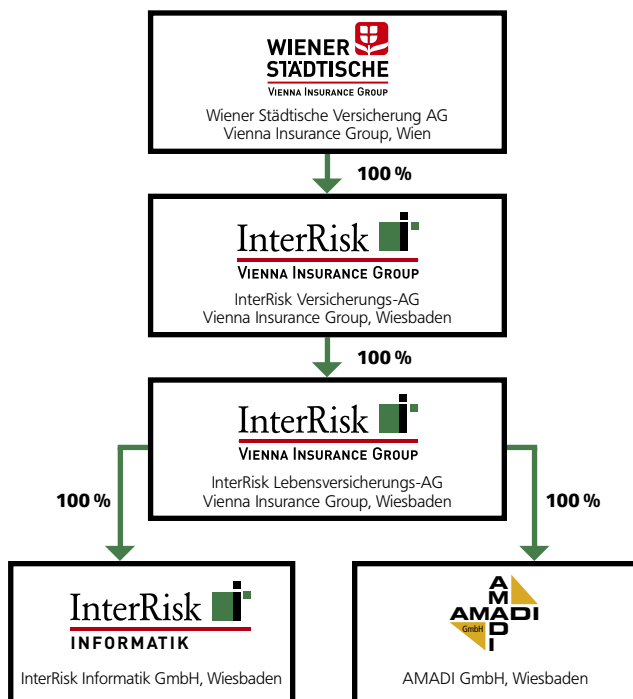 WIENER
STÄDTISCHE
VIENNA INSURANCE GROUP
Wiener Städtische Versicherung AG
Vienna Insurance Group, Wien
100 %
InterRisk
VIENNA INSURANCE GROUP
InterRisk Versicherungs-AG
Vienna Insurance Group, Wiesbaden
100 %
InterRisk
VIENNA INSURANCE GROUP
InterRisk Lebensversicherungs-AG
Vienna Insurance Group, Wiesbaden
100 %
100 %
InterRisk
INFORMATIK
InterRisk Informatik GmbH, Wiesbaden
AMADI
AMADI
GmbH
AMADI GmbH, Wiesbaden